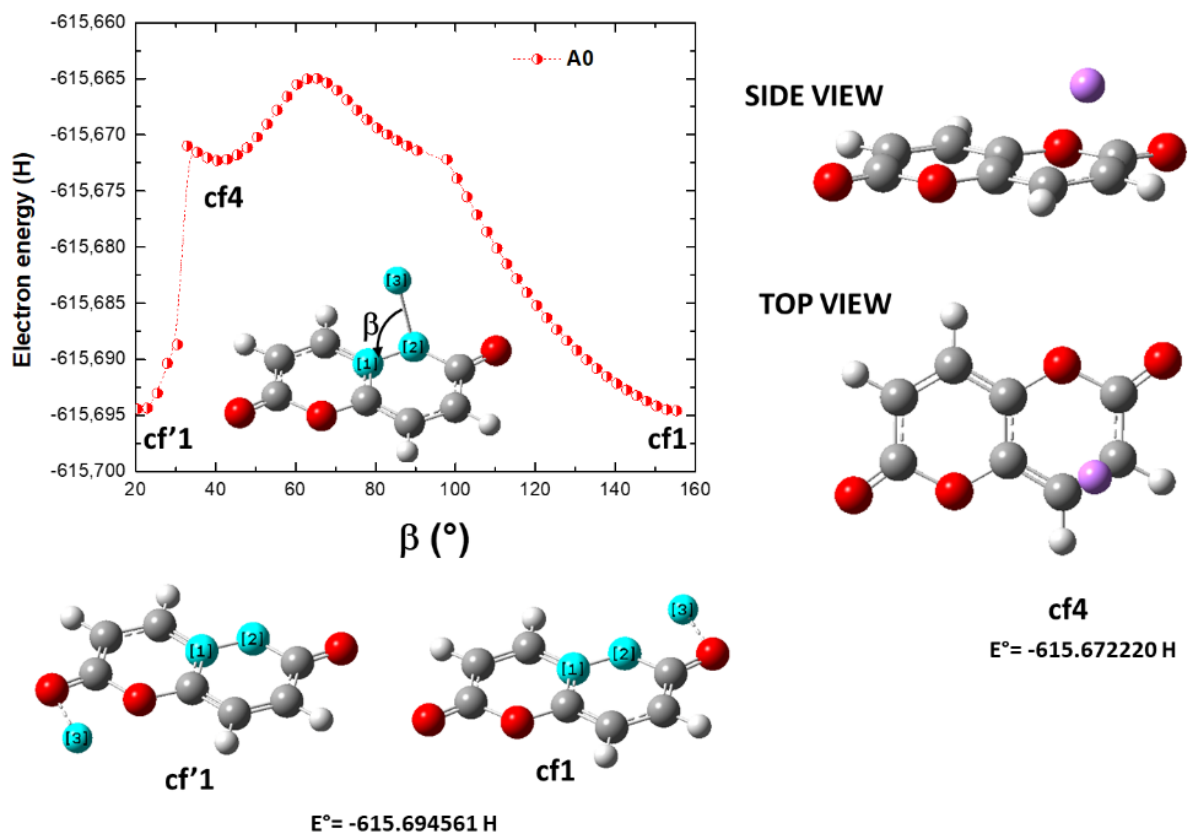 -615,660
-615,665
-615,670
-615,675
-615,680
-615,685
-615,690
-615,695
-615,700
Electron energy (H)
A0
cf4
cf'1
cf1
[3]
β
[1]
[2]
20 40 60 80 100 120 140 160
β (°)
SIDE VIEW
TOP VIEW
cf4
E°= -615.672220 H
[1]
[2]
[3]
cf'1
[3]
[1]
[2]
cf1
E°= -615.694561 H